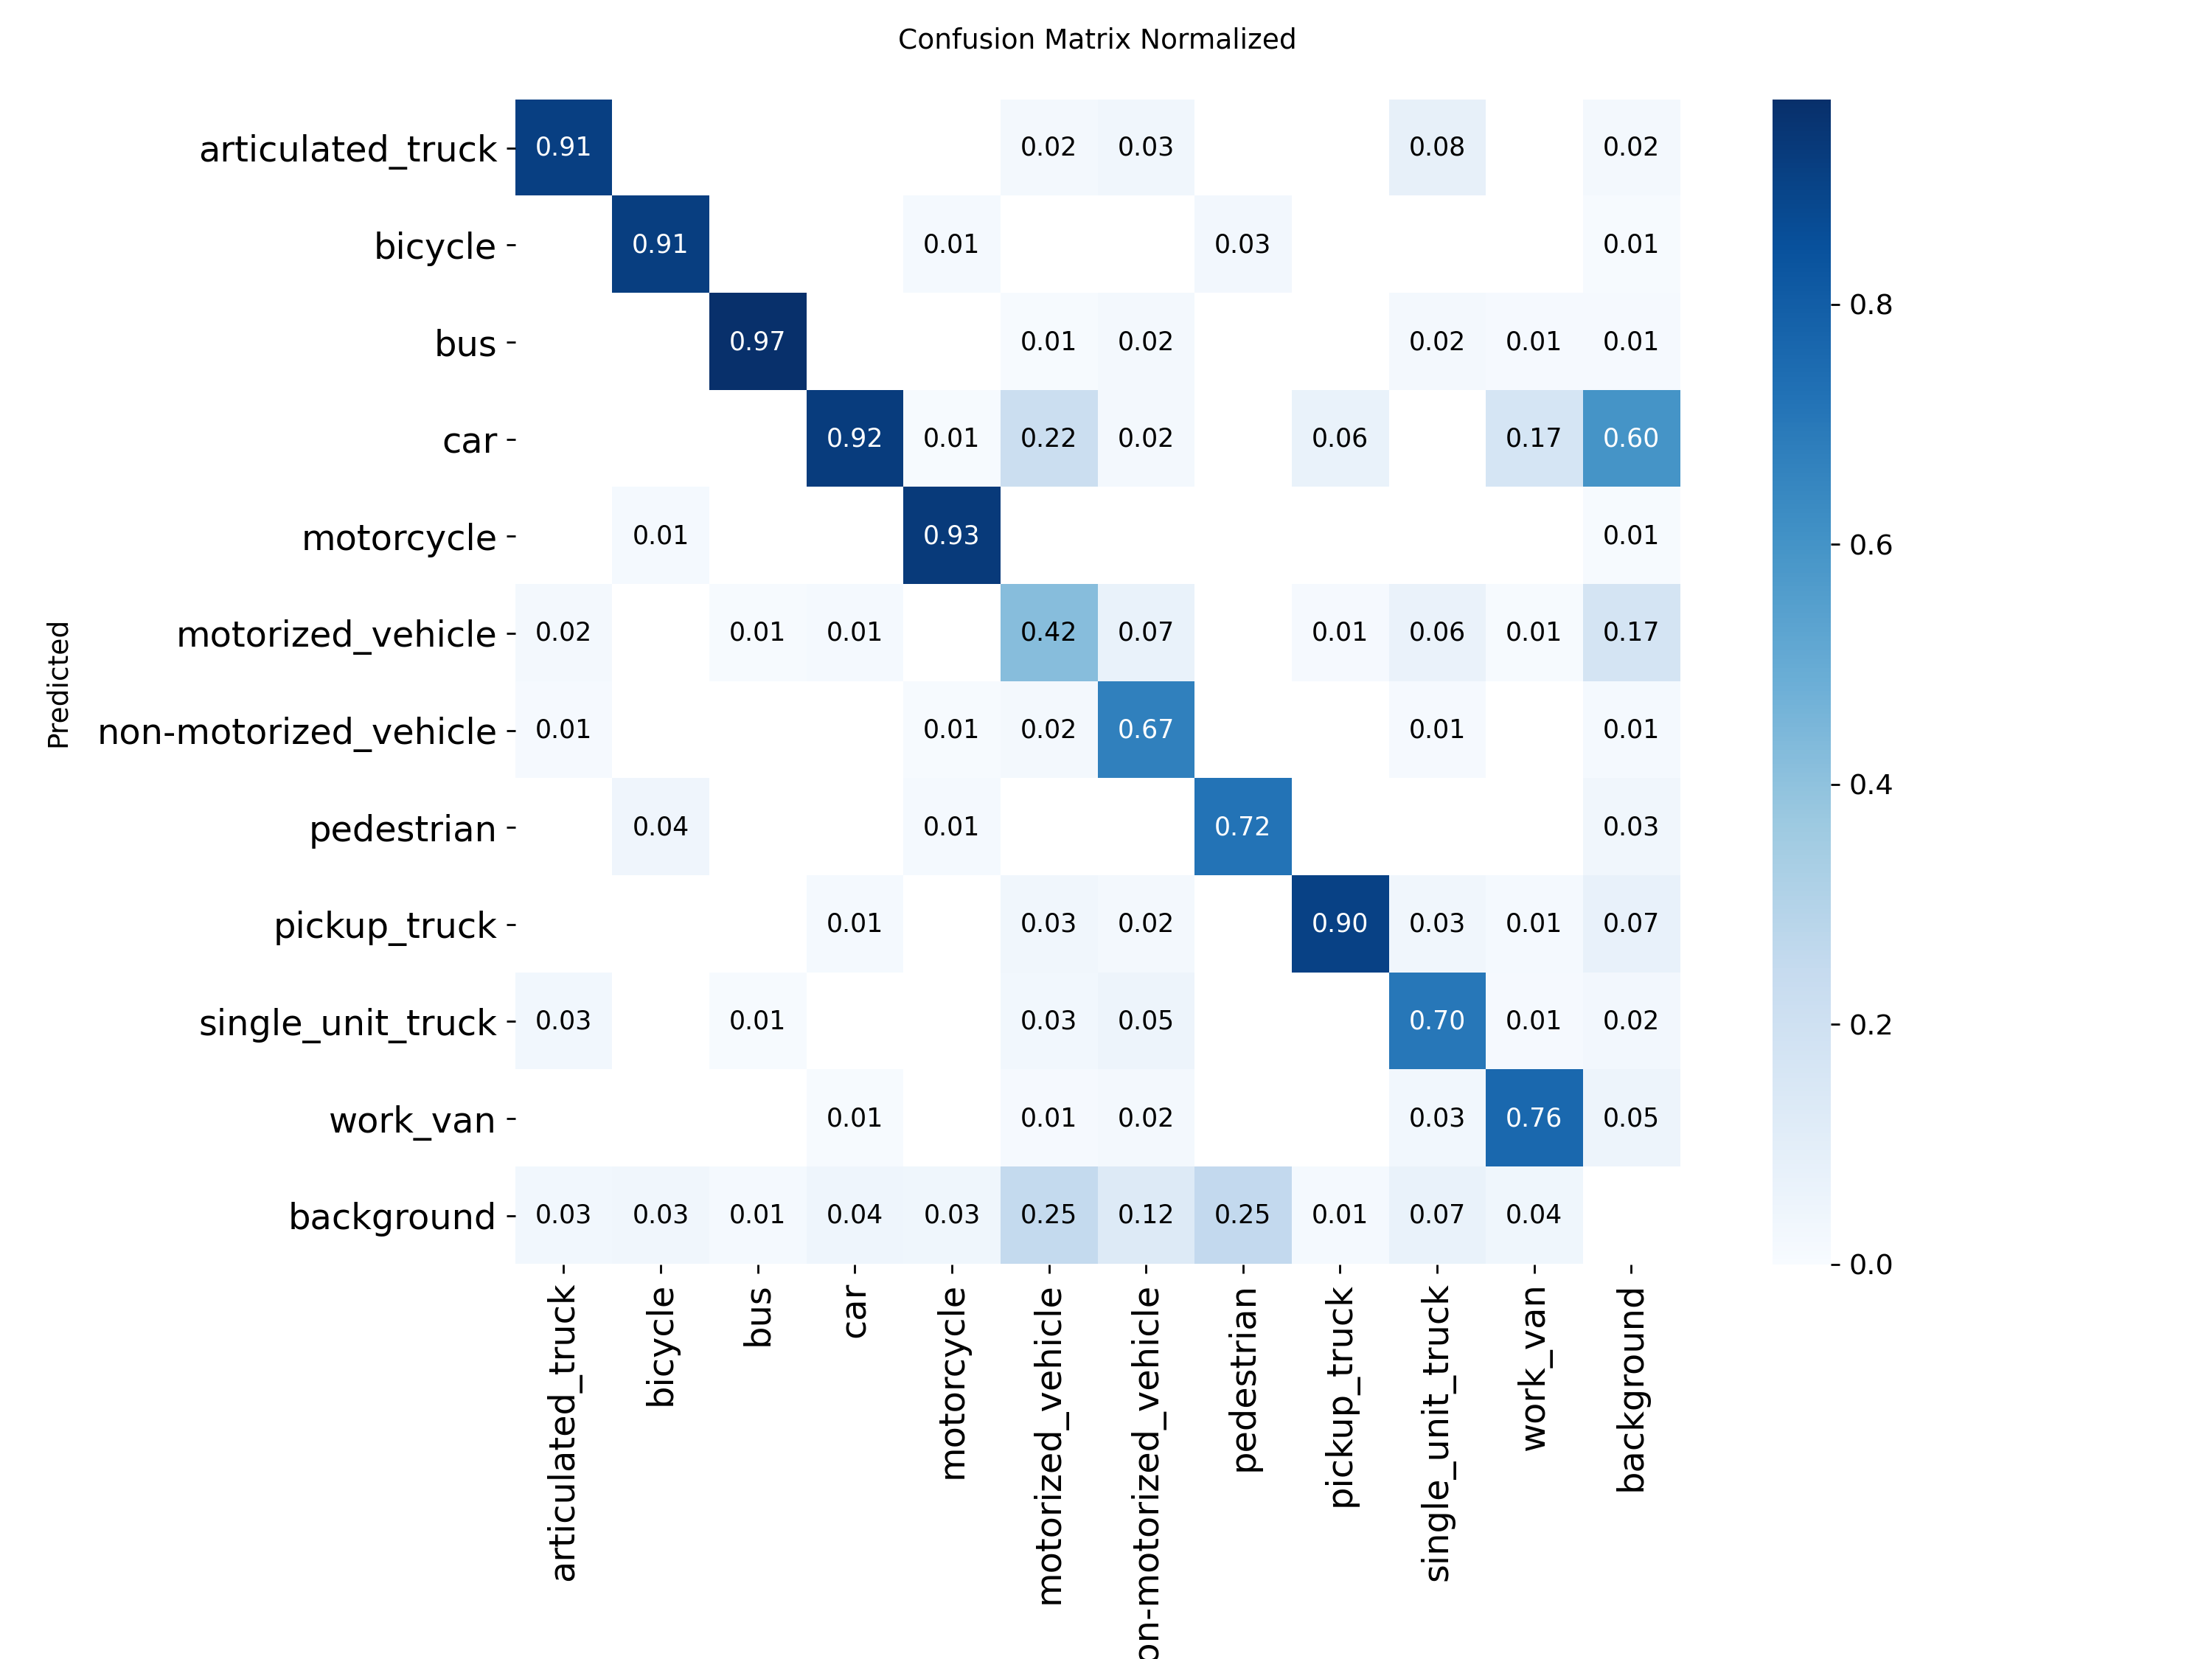 Confusion Matrix Normalized
articulated_truck 0.91 0.02 0.03 0.08 0.02
bicycle 0.91 0.01 0.03 0.01
bus 0.97 0.01 0.02 0.02 0.01 0.01
car 0.92 0.01 0.22 0.02 0.06 0.17 0.60
motorcycle 0.01 0.93 0.01
motorized_vehicle 0.02 0.01 0.01 0.42 0.07 0.01 0.06 0.01 0.17
non-motorized_vehicle 0.01 0.01 0.02 0.67 0.01 0.01
pedestrian 0.04 0.01 0.72 0.03
pickup_truck 0.01 0.03 0.02 0.90 0.03 0.01 0.07
single_unit_truck 0.03 0.01 0.03 0.05 0.70 0.01 0.02
work_van 0.01 0.01 0.02 0.03 0.76 0.05
background 0.03 0.03 0.01 0.04 0.03 0.25 0.12 0.25 0.01 0.07 0.04
Predicted
articulated_truck
bicycle
bus
car
motorcycle
motorized_vehicle
on-motorized_vehicle
pedestrian
pickup_truck
single_unit_truck
work_van
background
0.8
0.6
0.4
0.2
0.0